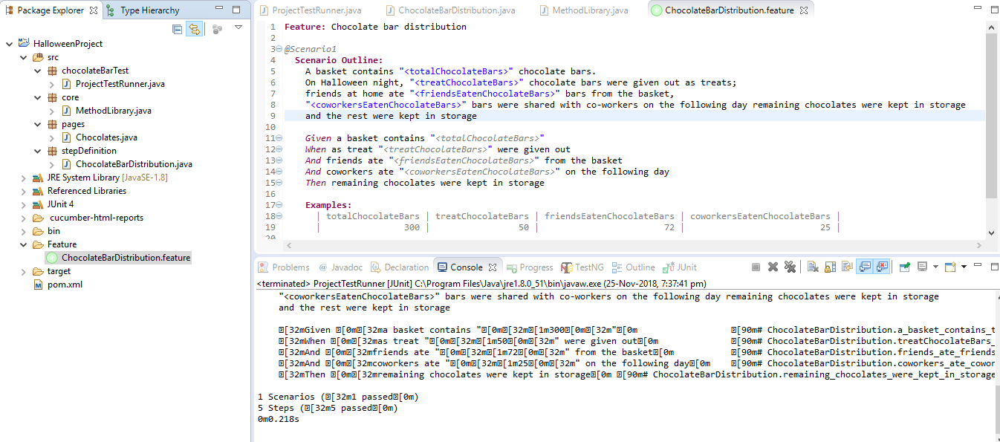 Package Explorer Type Hierarchy
HalloweenProject
src
chocolateBarTest
ProjectTestRunner.java
core
MethodLibrary.java
pages
Chocolates.java
stepDefinition
ChocolateBarDistribution.java
JRE System Library [JavaSE-1.8]
Referenced Libraries
JUnit 4
cucumber-html-reports
bin
Feature
ChocolateBarDistribution.feature
target
pom.xml
ProjectTestRunner.java ChocolateBarDistribution.java MethodLibrary.java ChocolateBarDistribution.feature
1 Feature: Chocolate bar distribution
2
3 @Scenario1
4 Scenario Outline:
5 A basket contains "<totalChocolateBars>" chocolate bars.
6 On Halloween night, "<treatChocolateBars>" chocolate bars were given out as treats;
7 friends at home ate "<friendsEatenChocolateBars>" bars from the basket,
8 "<coworkersEatenChocolateBars>" bars were shared with co-workers on the following day remaining chocolates were kept in storage
9 and the rest were kept in storage
10
11 Given a basket contains "<totalChocolateBars>"
12 When as treat "<treatChocolateBars>" were given out
13 And friends ate "<friendsEatenChocolateBars>" from the basket
14 And coworkers ate "<coworkersEatenChocolateBars>" on the following day
15 Then remaining chocolates were kept in storage
16
17 Examples:
18 | totalChocolateBars | treatChocolateBars | friendsEatenChocolateBars | coworkersEatenChocolateBars |
19 | 300 | 50 | 72 | 25 |
20
Problems @ Javadoc Declaration Console Progress TestNG Outline JUnit
<terminated> ProjectTestRunner [JUnit] C:\Program Files\Java\jre1.8.0_51\bin\javaw.exe (25-Nov-2018, 7:37:41 pm)
"<coworkersEatenChocolateBars>" bars were shared with co-workers on the following day remaining chocolates were kept in storage
and the rest were kept in storage
[32mGiven [0m[32ma basket contains "[0m[32m[1m300[0m[32m"[0m [90m# ChocolateBarDistribution.a_basket_contains_t
[32mWhen [0m[32mas treat "[0m[32m[1m50[0m[32m" were given out[0m [90m# ChocolateBarDistribution.treatChocolateBars_
[32mAnd [0m[32mfriends ate "[0m[32m[1m72[0m[32m" from the basket[0m [90m# ChocolateBarDistribution.friends_ate_friends
[32mAnd [0m[32mcoworkers ate "[0m[32m[1m25[0m[32m" on the following day[0m [90m# ChocolateBarDistribution.coworkers_ate_cowor
[32mThen [0m[32mremaining chocolates were kept in storage[0m [90m# ChocolateBarDistribution.remaining_chocolates_were_kept_in_storage
1 Scenarios ([32m1 passed[0m)
5 Steps ([32m5 passed[0m)
0m0.218s